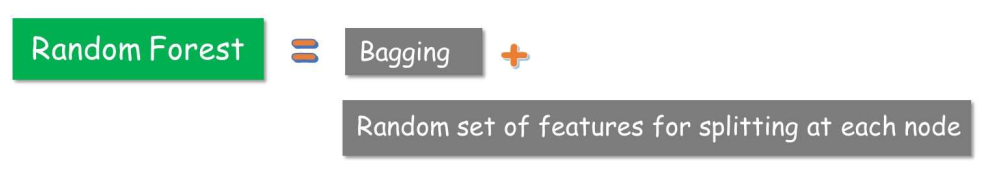 Random Forest = Bagging +
Random set of features for splitting at each node